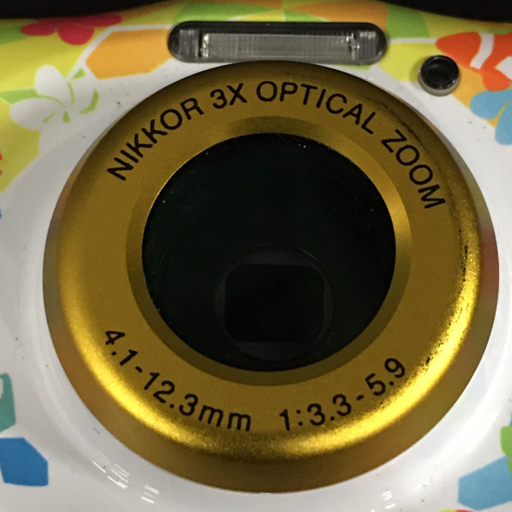 NIKKOR 3X OPTICAL ZOOM
4.1-12.3mm 1:3.3-5.9